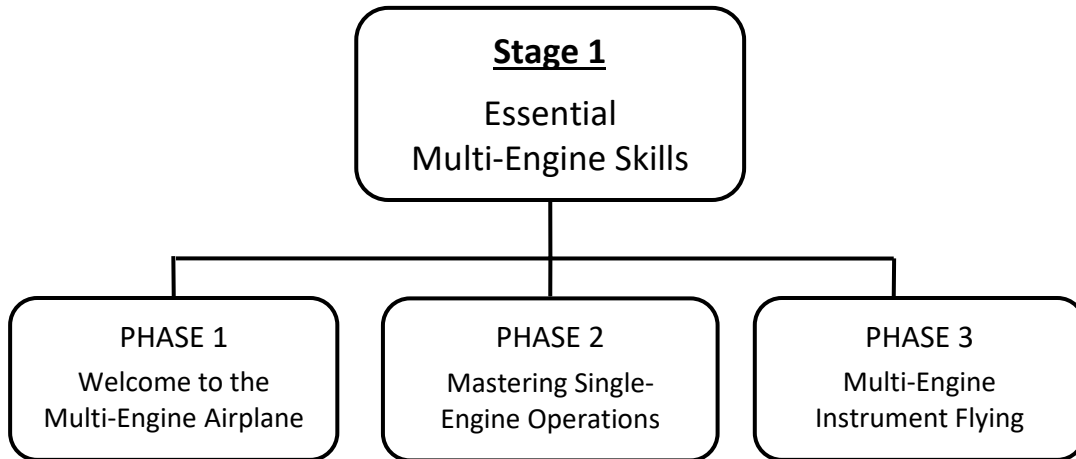 Stage 1
Essential
Multi-Engine Skills
PHASE 1
Welcome to the
Multi-Engine Airplane
PHASE 2
Mastering Single-
Engine Operations
PHASE 3
Multi-Engine
Instrument Flying